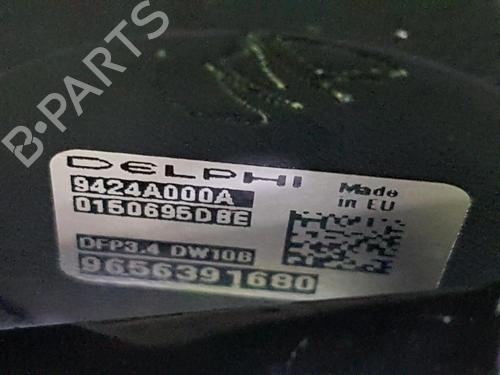 B-PARTS
DELPHI
9424A000A
0150695D8E
Made
in EU
DFP3.4 DW10B
9656391680